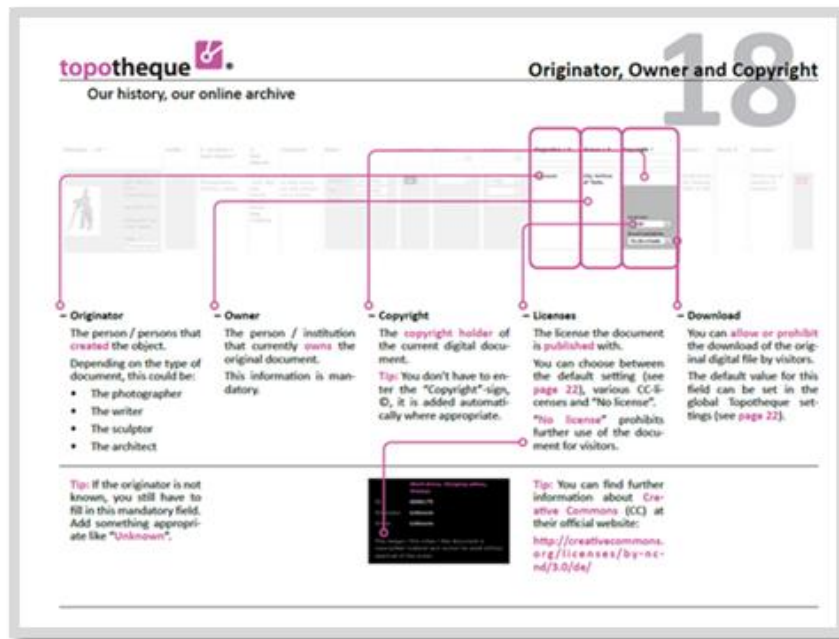 18
topotheque
Originator, Owner and Copyright
Our history, our online archive
– Originator
The person / persons that
created the object.
Depending on the type of
document, this could be:
• The photographer
• The writer
• The sculptor
• The architect
– Owner
The person / institution
that currently owns the
original document.
This information is man-
datory.
– Copyright
The copyright holder of
the current digital docu-
ment.
Tip: You don't have to en-
ter the "Copyright"-sign,
©, it is added automati-
cally where appropriate.
– Licenses
The license the document
is published with.
You can choose between
the default setting (see
page 22), various CC-li-
censes and "No license".
"No license" prohibits
further use of the docu-
ment for visitors.
– Download
You can allow or prohibit
the download of the orig-
inal digital file by visitors.
The default value for this
field can be set in the
global Topotheque set-
tings (see page 22).
Tip: If the originator is not
known, you still have to
fill in this mandatory field.
Add something appropri-
ate like "Unknown".
Tip: You can find further
information about Cre-
ative Commons (CC) at
their official website:
http://creativecommons.
org/licenses/by-nc-
nd/3.0/de/